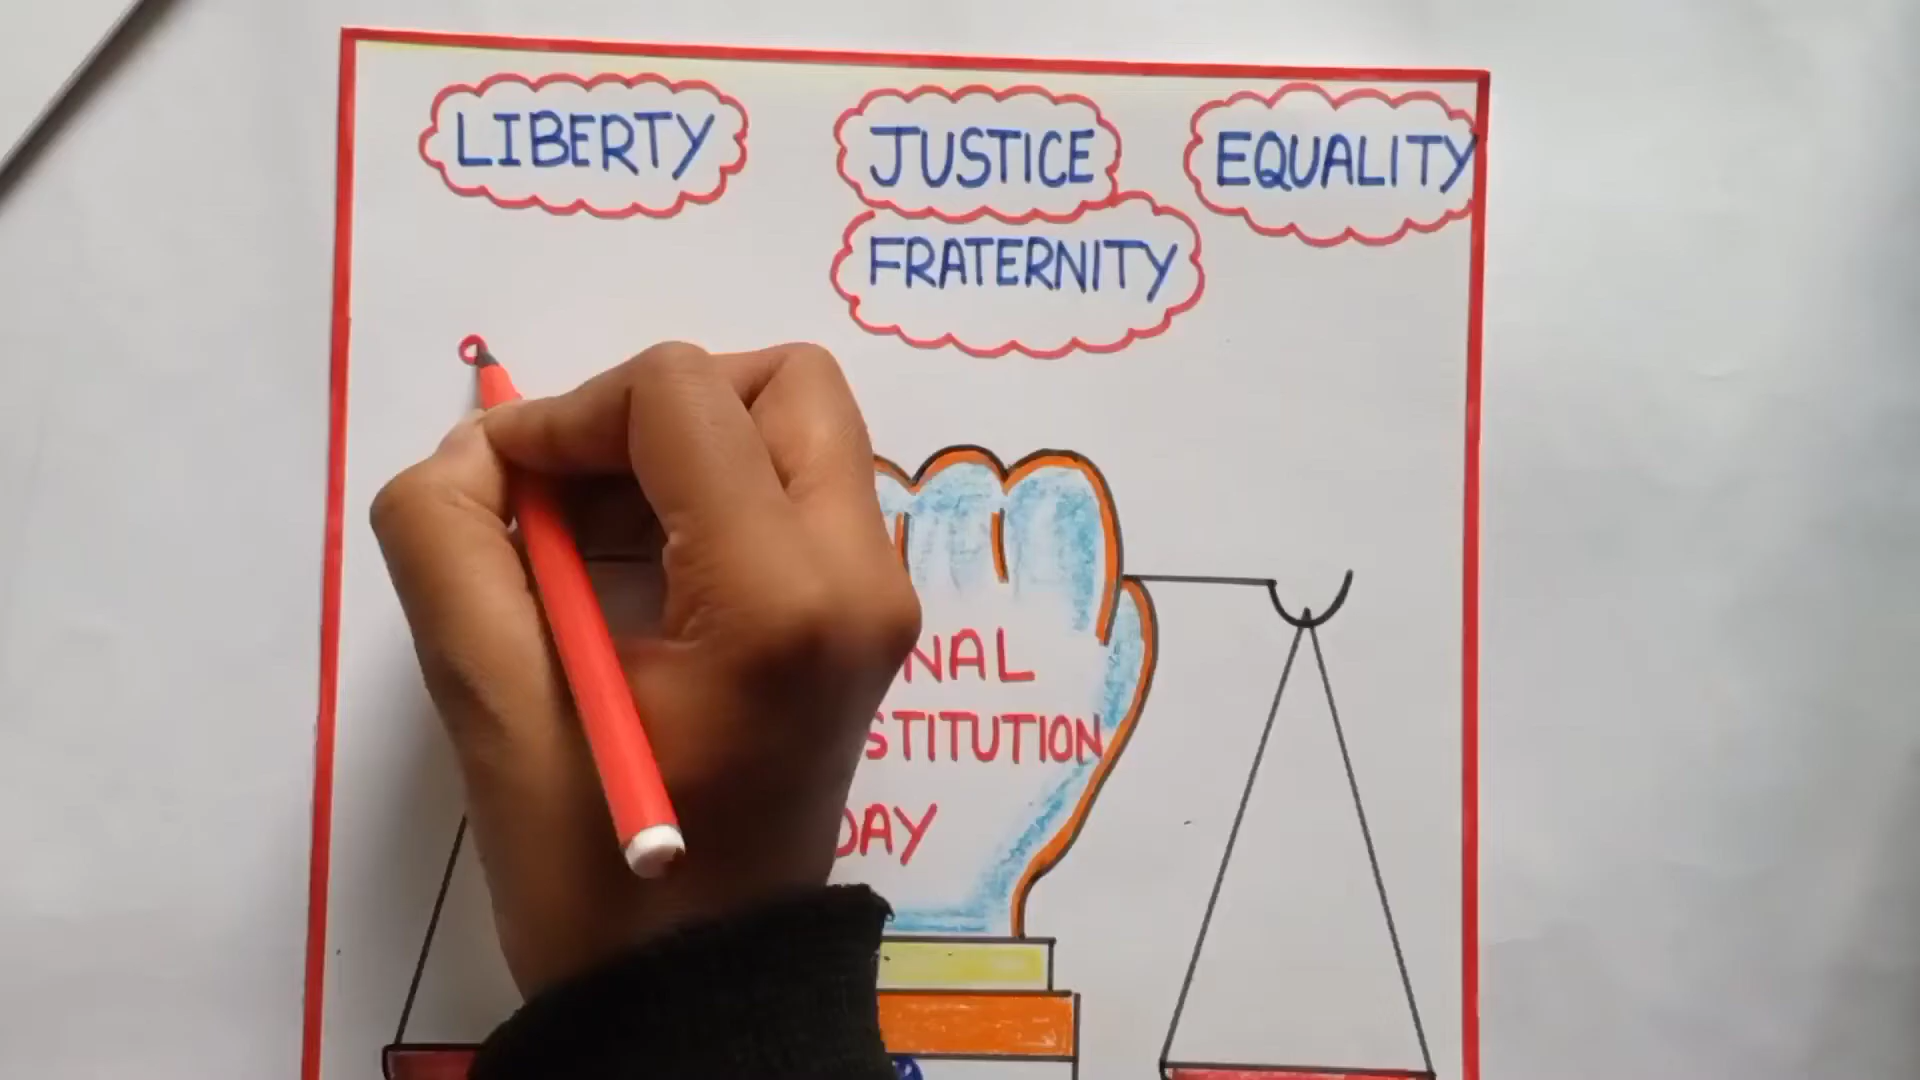 LIBERTY
JUSTICE
EQUALITY
FRATERNITY
NAL
STITUTION
DAY